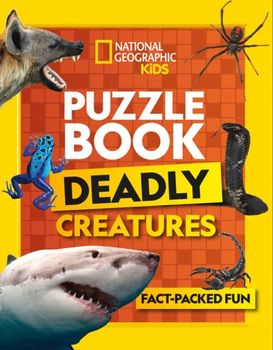 NATIONAL
GEOGRAPHIC
KiDS
PUZZLE
BOOK
DEADLY
CREATURES
FACT-PACKED FUN